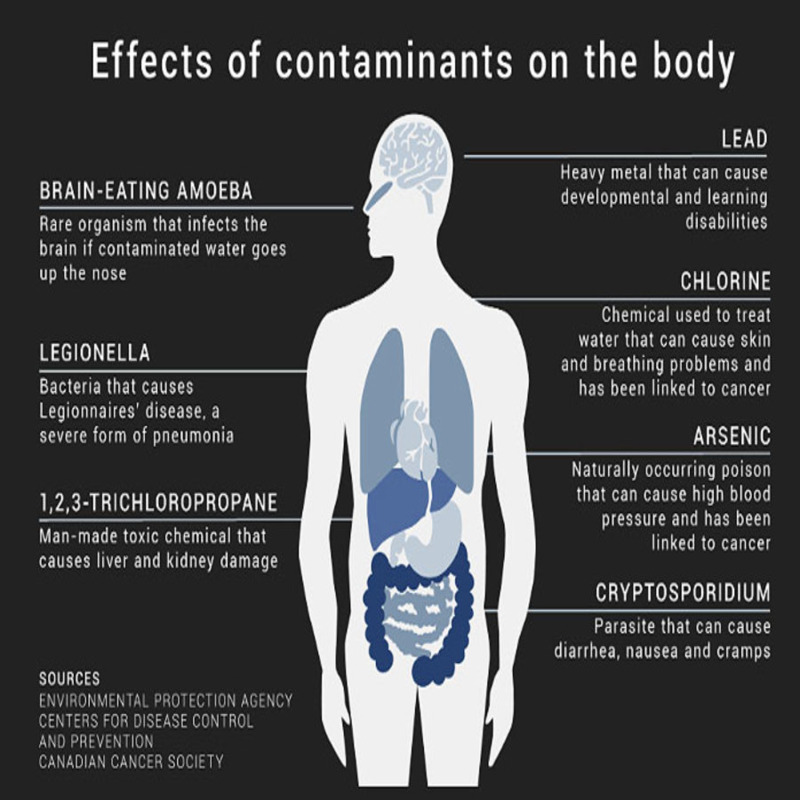 Effects of contaminants on the body
BRAIN-EATING AMOEBA
Rare organism that infects the
brain if contaminated water goes
up the nose
LEGIONELLA
Bacteria that causes
Legionnaires' disease, a
severe form of pneumonia
1,2,3-TRICHLOROPROPANE
Man-made toxic chemical that
causes liver and kidney damage
LEAD
Heavy metal that can cause
developmental and learning
disabilities
CHLORINE
Chemical used to treat
water that can cause skin
and breathing problems and
has been linked to cancer
ARSENIC
Naturally occurring poison
that can cause high blood
pressure and has been
linked to cancer
CRYPTOSPORIDIUM
Parasite that can cause
diarrhea, nausea and cramps
SOURCES
ENVIRONMENTAL PROTECTION AGENCY
CENTERS FOR DISEASE CONTROL
AND PREVENTION
CANADIAN CANCER SOCIETY